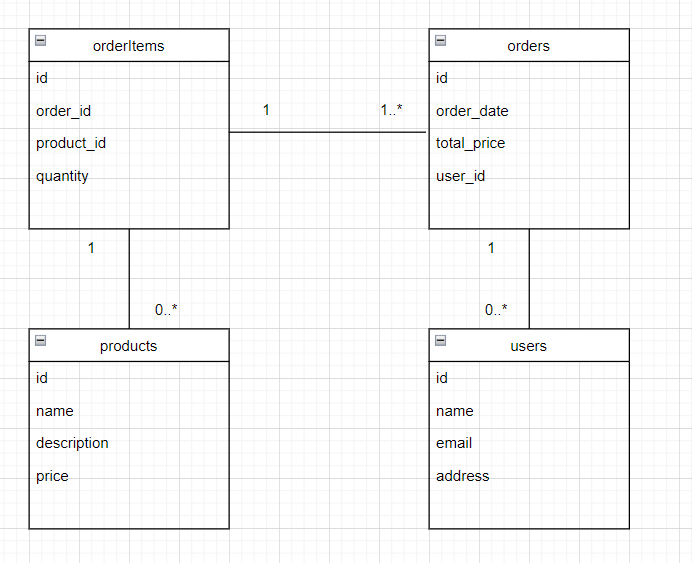 orderItems
id
order_id
product_id
quantity
1
1..*
orders
id
order_date
total_price
user_id
1
0..*
1
0..*
products
id
name
description
price
users
id
name
email
address